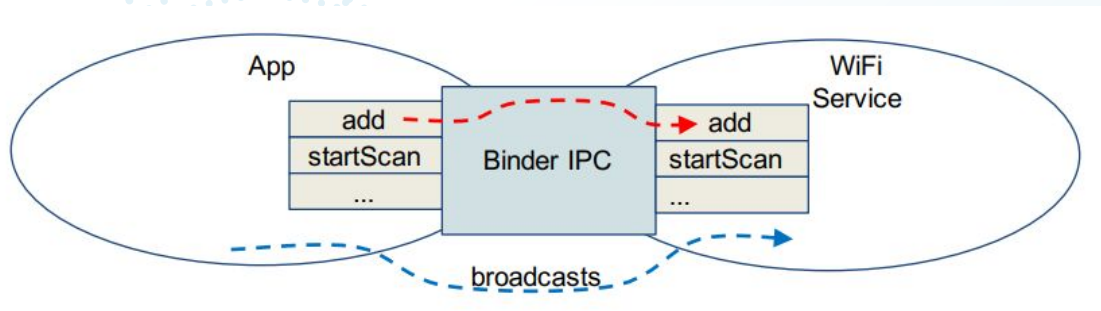 App
WiFi
Service
add
startScan
...
Binder IPC
add
startScan
...
broadcasts